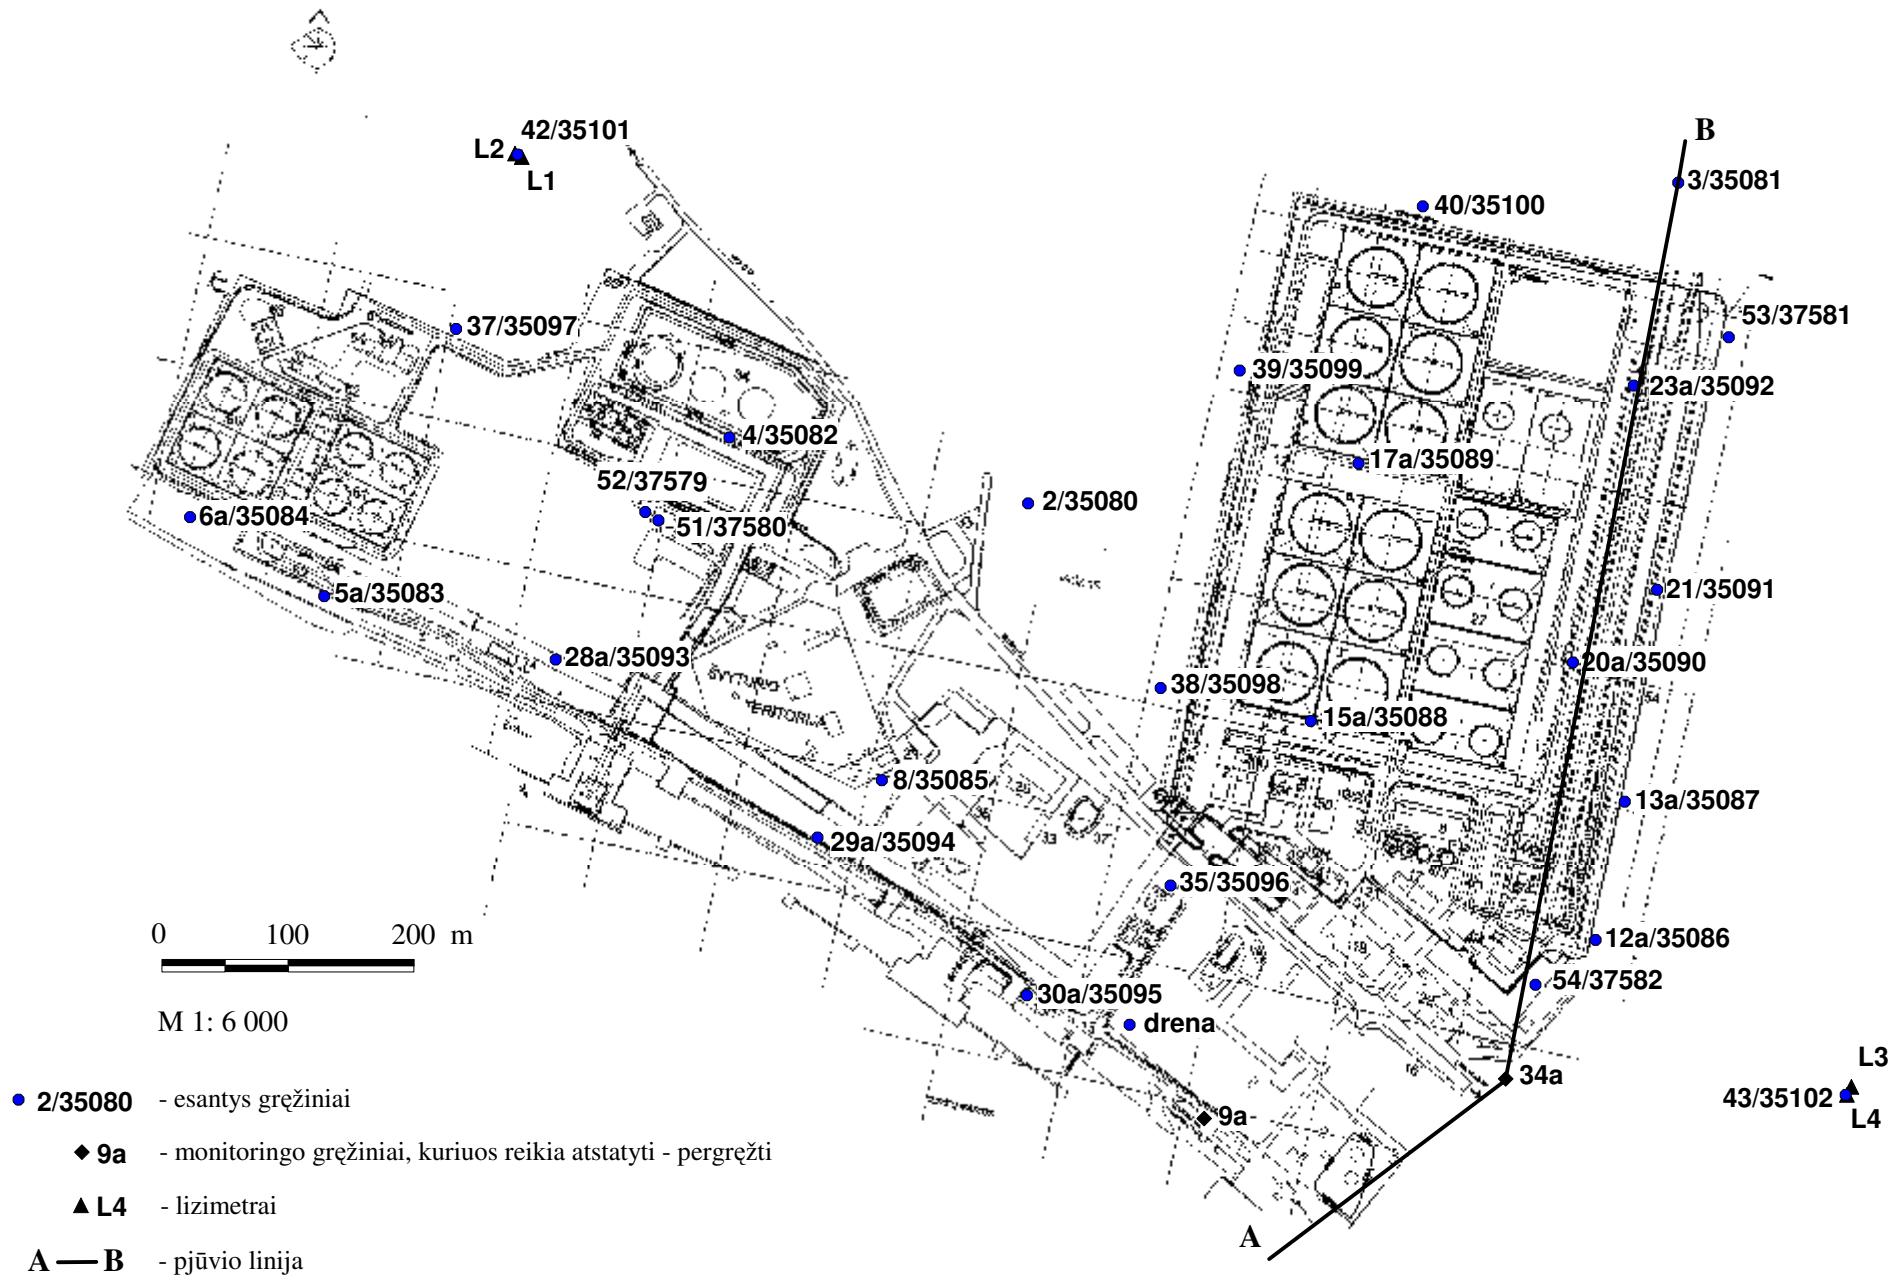 42/35101
L2
L1
B
3/35081
40/35100
53/37581
37/35097
39/35099
23a/35092
4/35082
17a/35089
52/37579
2/35080
6a/35084
51/37580
5a/35083
21/35091
28a/35093
20a/35090
ŠVYTURIO
TERITORIJA
38/35098
15a/35088
8/35085
13a/35087
29a/35094
35/35096
0 100 200 m
12a/35086
54/37582
30a/35095
drena
M 1: 6 000
L3
34a
43/35102
L4
2/35080 - esantys gręžiniai
9a
9a - monitoringo gręžiniai, kuriuos reikia atstatyti - pergręžti
L4 - lizimetrai
A
A — B - pjūvio linija